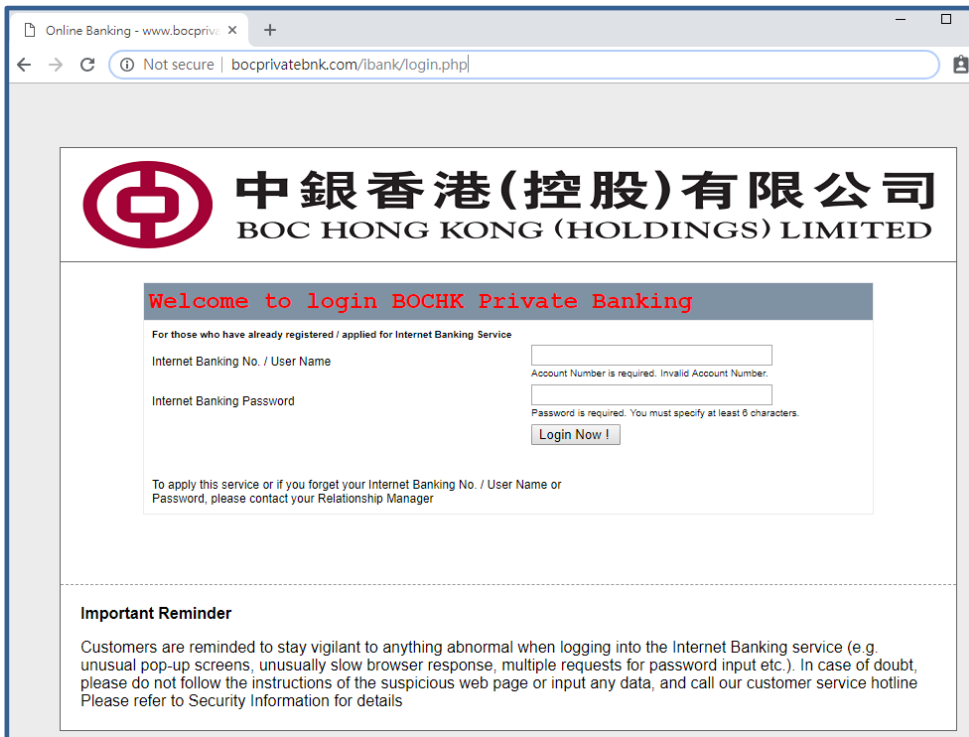 Online Banking - www.bocpriva
Not secure | bocprivatebnk.com/ibank/login.php
中銀香港(控股)有限公司
BOC HONG KONG (HOLDINGS) LIMITED
Welcome to login BOCHK Private Banking
For those who have already registered / applied for Internet Banking Service
Internet Banking No. / User Name
Account Number is required. Invalid Account Number.
Internet Banking Password
Password is required. You must specify at least 6 characters.
Login Now !
To apply this service or if you forget your Internet Banking No. / User Name or
Password, please contact your Relationship Manager
Important Reminder
Customers are reminded to stay vigilant to anything abnormal when logging into the Internet Banking service (e.g.
unusual pop-up screens, unusually slow browser response, multiple requests for password input etc.). In case of doubt,
please do not follow the instructions of the suspicious web page or input any data, and call our customer service hotline
Please refer to Security Information for details